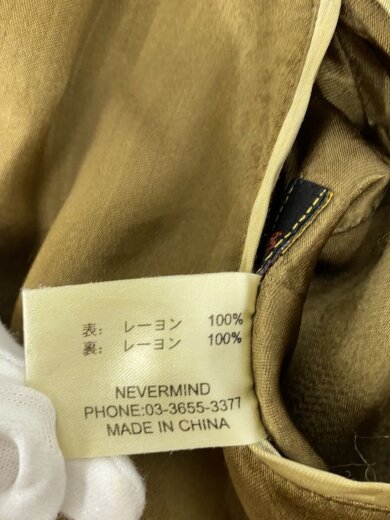 表: レーヨン 100%
裏: レーヨン 100%
NEVERMIND
PHONE:03-3655-3377
MADE IN CHINA